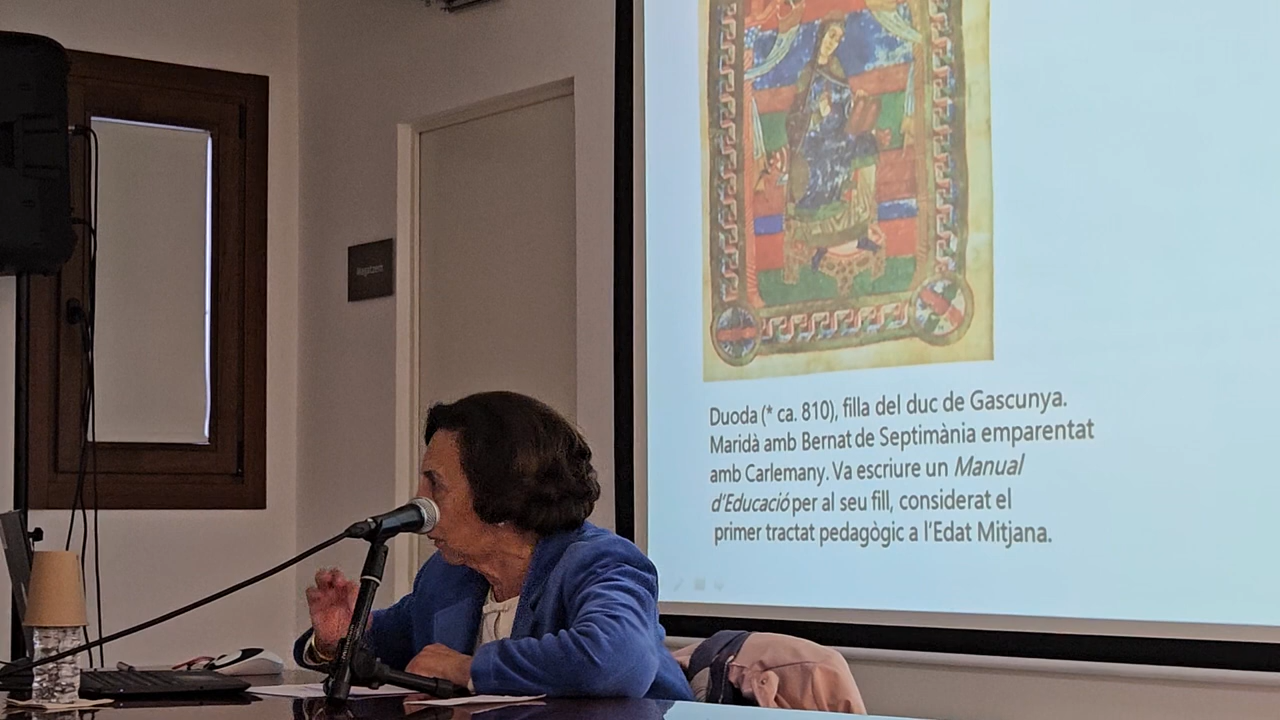 Magatzem
Duoda (* ca. 810), filla del duc de Gascunya.
Maridà amb Bernat de Septimània emparentat
amb Carlemany. Va escriure un Manual
d'Educació per al seu fill, considerat el
primer tractat pedagògic a l'Edat Mitjana.